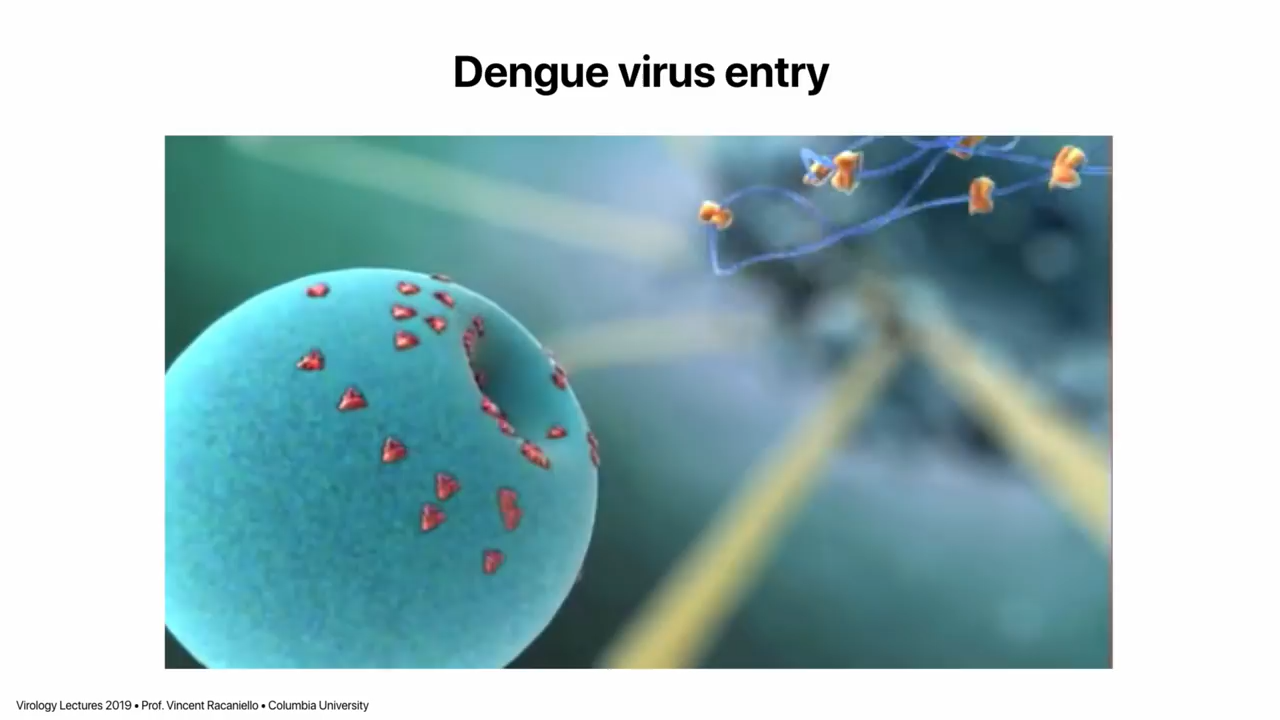 Dengue virus entry
Virology Lectures 2019 • Prof. Vincent Racaniello • Columbia University